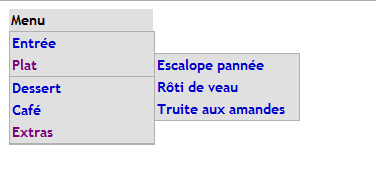 Menu
Entrée
Plat
Escalope pannée
Dessert
Rôti de veau
Café
Truite aux amandes
Extras